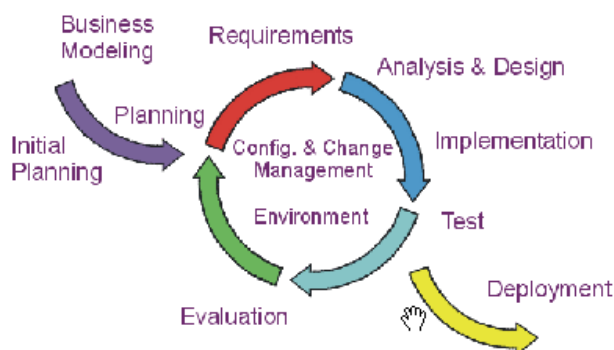 Business
Modeling
Requirements
Analysis & Design
Planning
Initial
Planning
Config. & Change
Management
Implementation
Environment
Test
Evaluation
Deployment